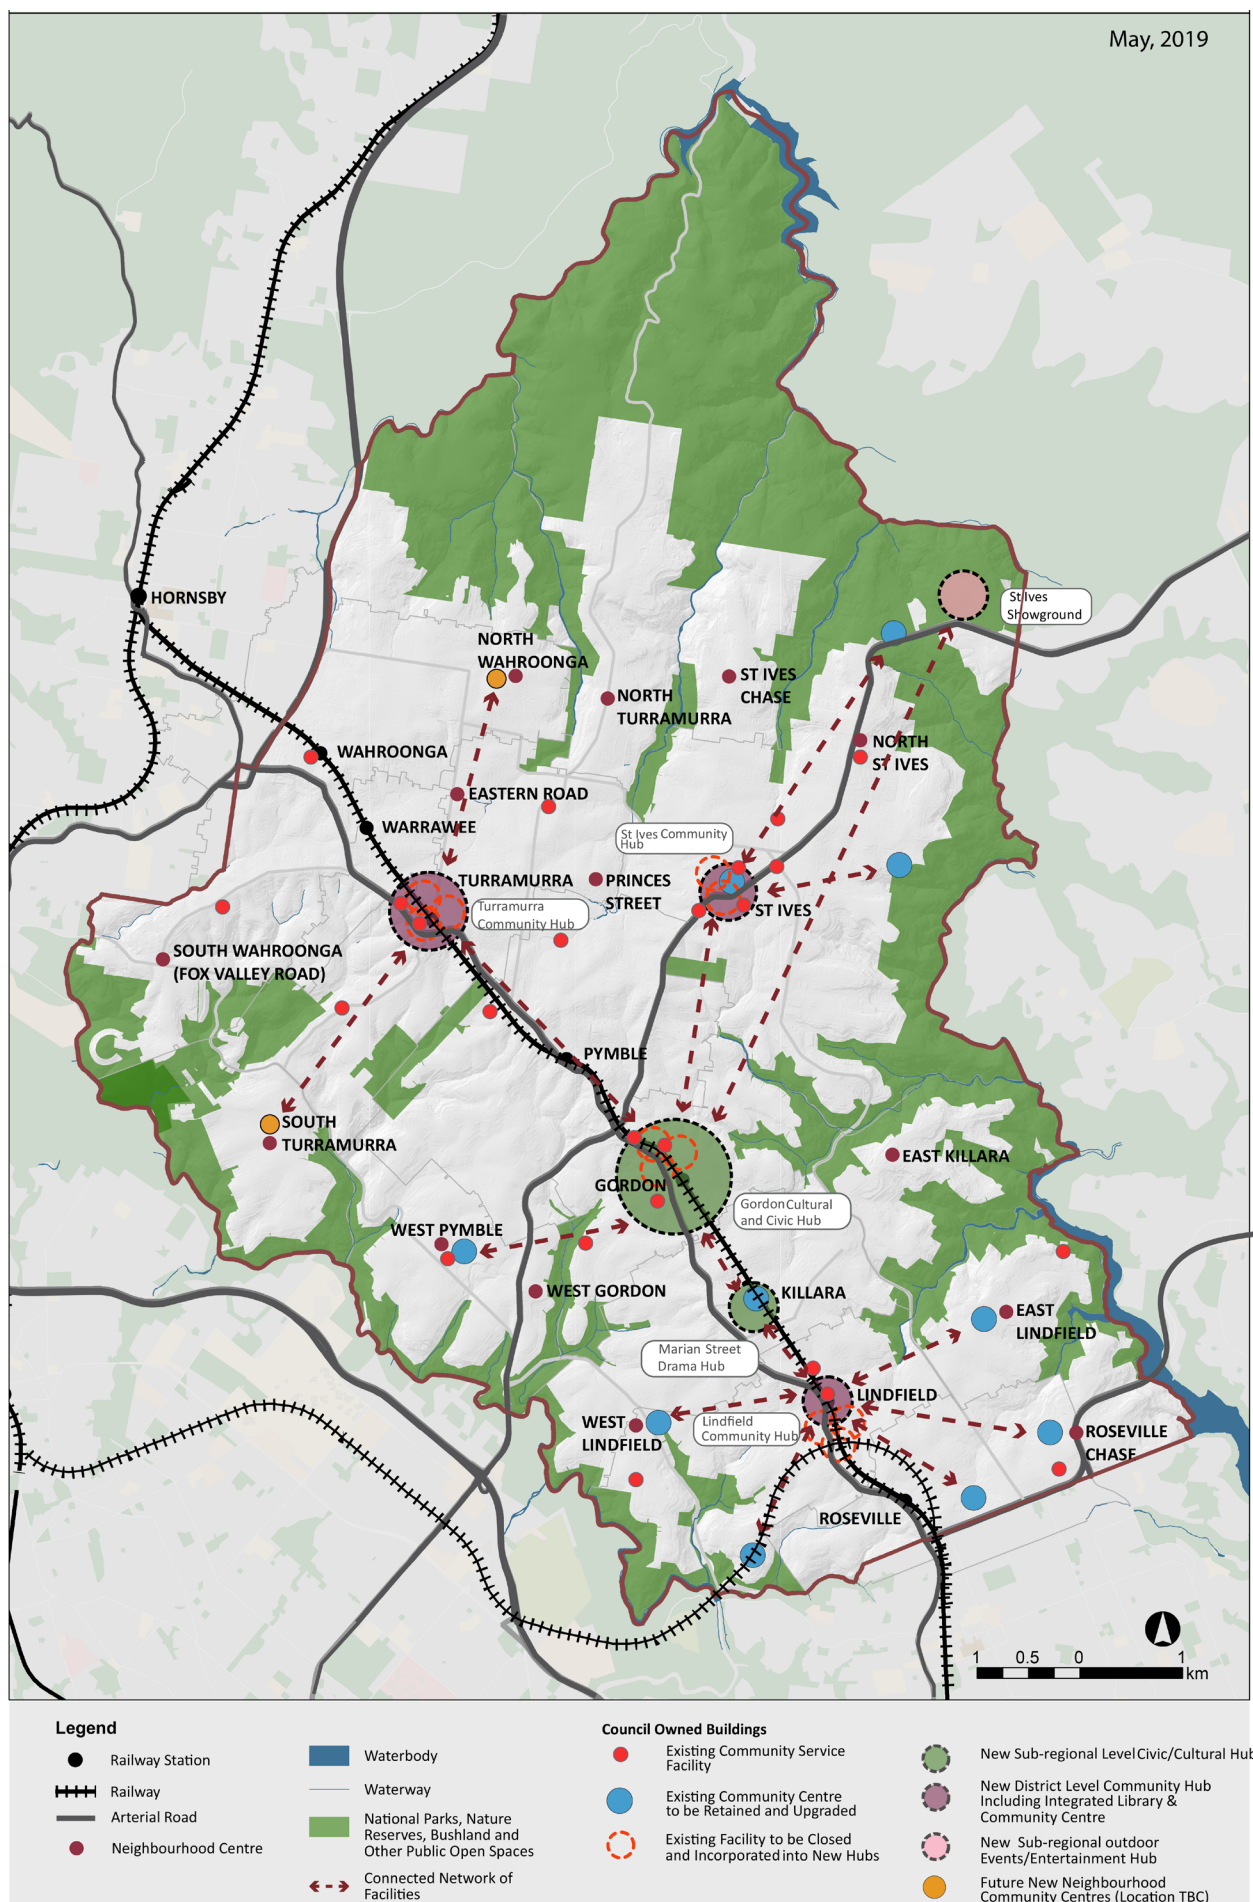 May, 2019
HORNSBY
St Ives
Showground
NORTH
WAHROONGA
ST IVES
CHASE
NORTH
TURRAMURRA
NORTH
ST IVES
WAHROONGA
EASTERN ROAD
WARRAWEE
St Ives Community
Hub
TURRAMURRA
PRINCES
STREET
Turramurra
Community Hub
ST IVES
SOUTH WAHROONGA
(FOX VALLEY ROAD)
PYMBLE
SOUTH
TURRAMURRA
EAST KILLARA
GORDON
Gordon Cultural
and Civic Hub
WEST PYMBLE
WEST GORDON
KILLARA
EAST
LINDFIELD
Marian Street
Drama Hub
LINDFIELD
WEST
LINDFIELD
Lindfield
Community Hub
ROSEVILLE
CHASE
ROSEVILLE
1 0.5 0 1
km
Legend
Railway Station
Railway
Arterial Road
Neighbourhood Centre
Waterbody
Waterway
National Parks, Nature
Reserves, Bushland and
Other Public Open Spaces
Connected Network of
Facilities
Council Owned Buildings
Existing Community Service
Facility
Existing Community Centre
to be Retained and Upgraded
Existing Facility to be Closed
and Incorporated into New Hubs
New Sub-regional Level Civic/Cultural Hub
New District Level Community Hub
Including Integrated Library &
Community Centre
New Sub-regional outdoor
Events/Entertainment Hub
Future New Neighbourhood
Community Centres (Location TBC)